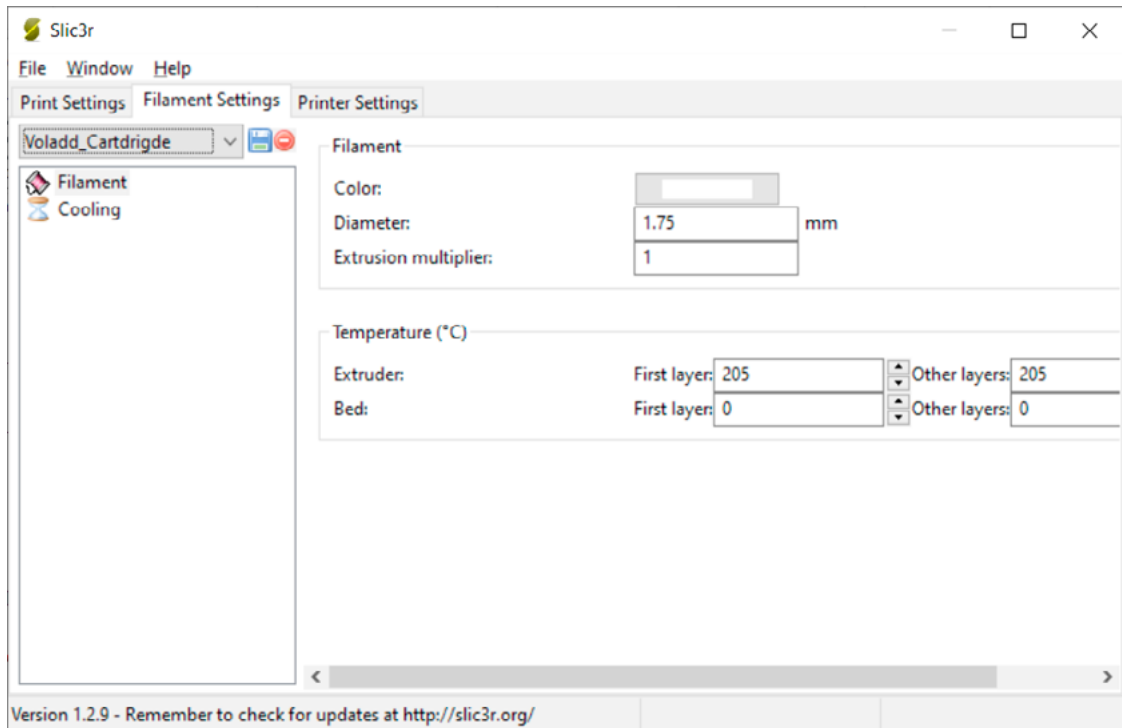 Slic3r
File Window Help
Print Settings Filament Settings Printer Settings
Voladd_Cartdrigde
Filament
Cooling
Filament
Color:
Diameter: 1.75 mm
Extrusion multiplier: 1
Temperature (°C)
Extruder: First layer: 205 Other layers: 205
Bed: First layer: 0 Other layers: 0
Version 1.2.9 - Remember to check for updates at http://slic3r.org/